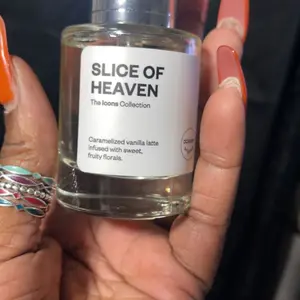 SLICE OF
HEAVEN
The Icons Collection
Caramelized vanilla latte
infused with sweet,
fruity florals.